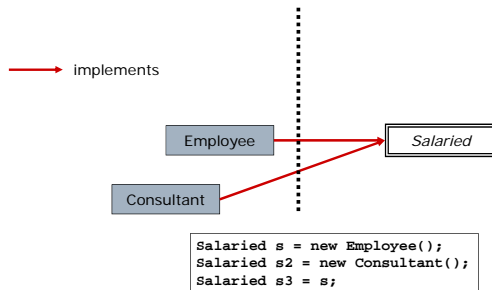 implements
Employee
Salaried
Consultant
Salaried s = new Employee();
Salaried s2 = new Consultant();
Salaried s3 = s;